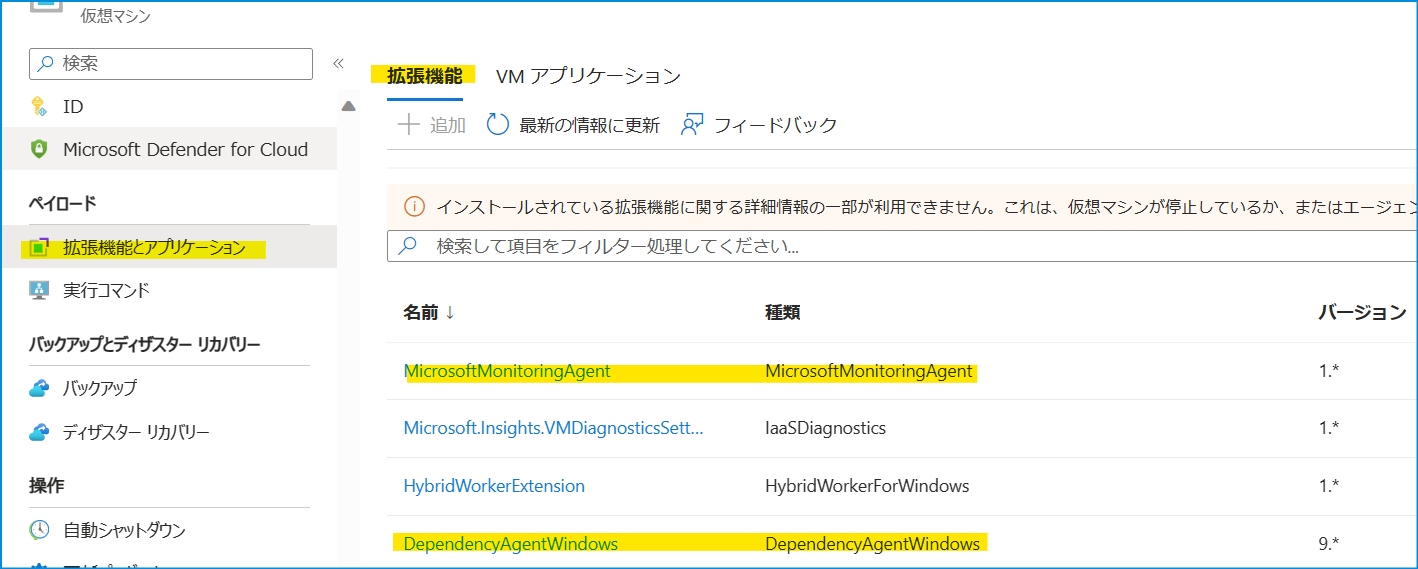 仮想マシン
検索
«
ID
Microsoft Defender for Cloud
ペイロード
拡張機能とアプリケーション
実行コマンド
バックアップとディザスター リカバリー
バックアップ
ディザスター リカバリー
操作
自動シャットダウン
拡張機能 VM アプリケーション
追加 最新の情報に更新 フィードバック
インストールされている拡張機能に関する詳細情報の一部が利用できません。これは、仮想マシンが停止しているか、またはエージェン
検索して項目をフィルター処理してください...
名前 ↓ 種類 バージョン
MicrosoftMonitoringAgent MicrosoftMonitoringAgent 1.*
Microsoft.Insights.VMDiagnosticsSett... IaaSDiagnostics 1.*
HybridWorkerExtension HybridWorkerForWindows 1.*
DependencyAgentWindows DependencyAgentWindows 9.*